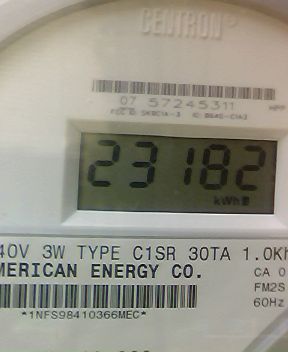 CENTRON®
07 57245311
23182
kWh
40V 3W TYPE C1SR 30TA 1.0Kh
MERICAN ENERGY CO.
CA 0
FM2S
60Hz
*1NFS98410366MEC*